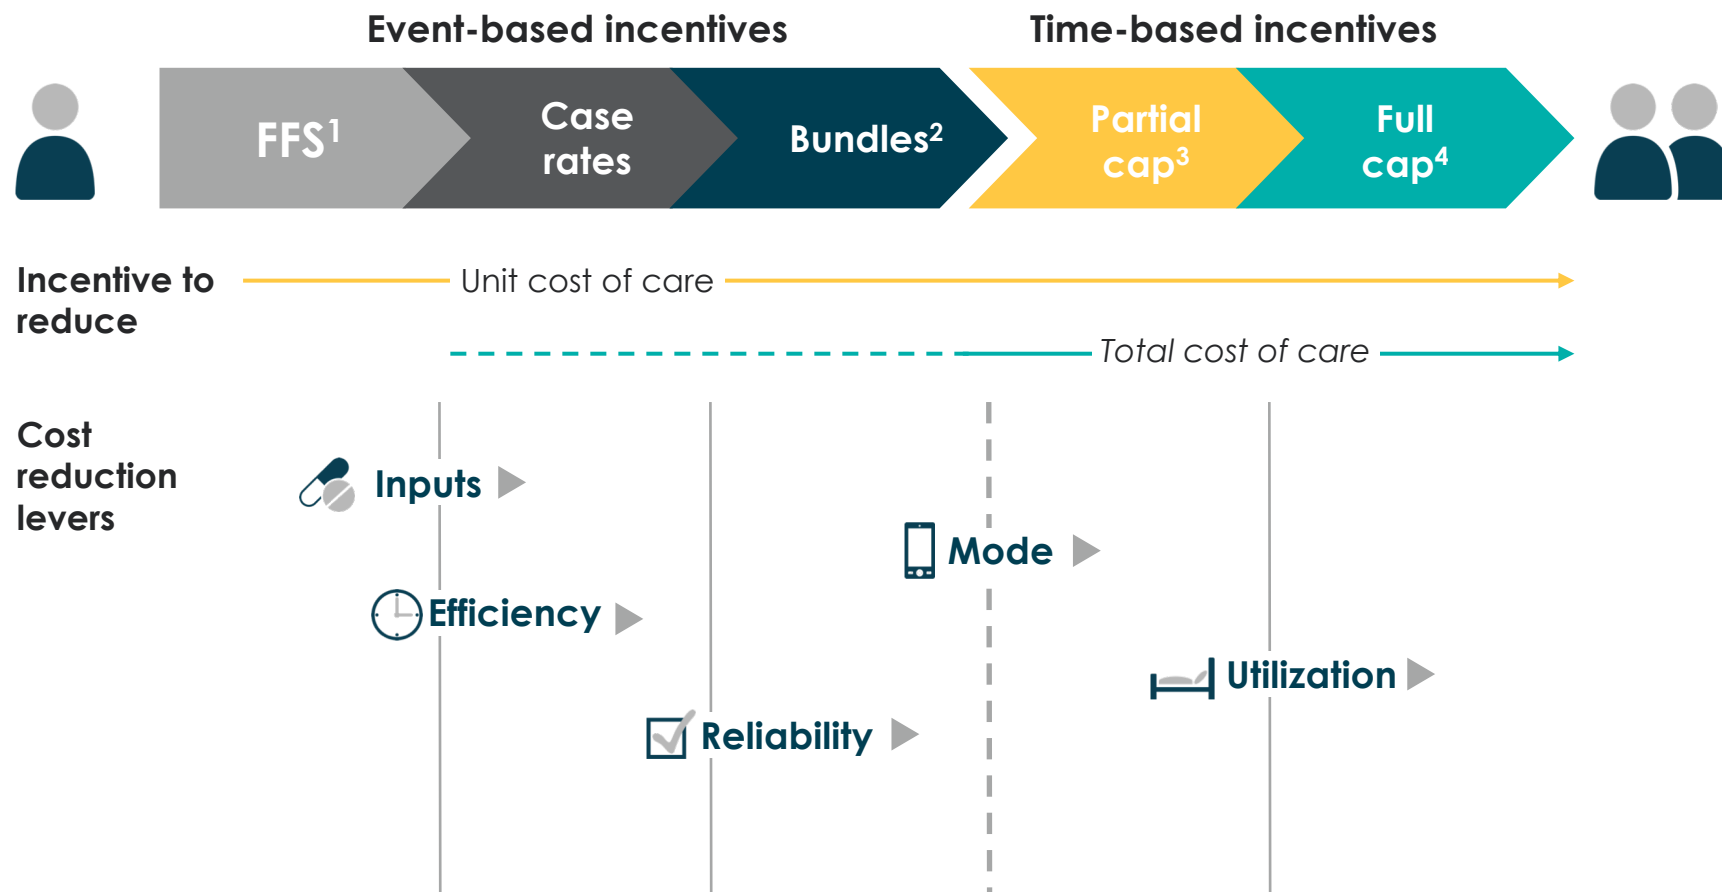 Event-based incentives
Time-based incentives
FFS¹
Case
rates
Bundles²
Partial
cap³
Full
cap⁴
Incentive to
reduce
Unit cost of care
Total cost of care
Cost
reduction
levers
Inputs
Mode
Efficiency
Utilization
Reliability